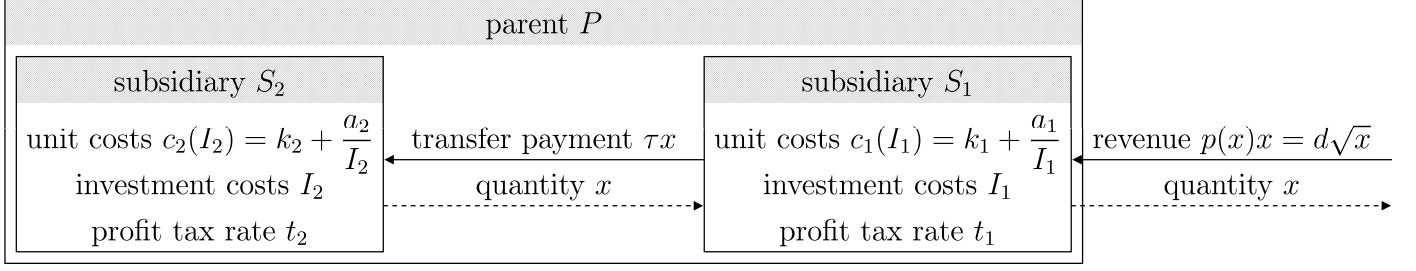 parent P
subsidiary S₂
unit costs c₂(I₂) = k₂ + a₂/I₂
investment costs I₂
profit tax rate t₂
transfer payment τx
quantity x
subsidiary S₁
unit costs c₁(I₁) = k₁ + a₁/I₁
investment costs I₁
profit tax rate t₁
revenue p(x)x = d√x
quantity x